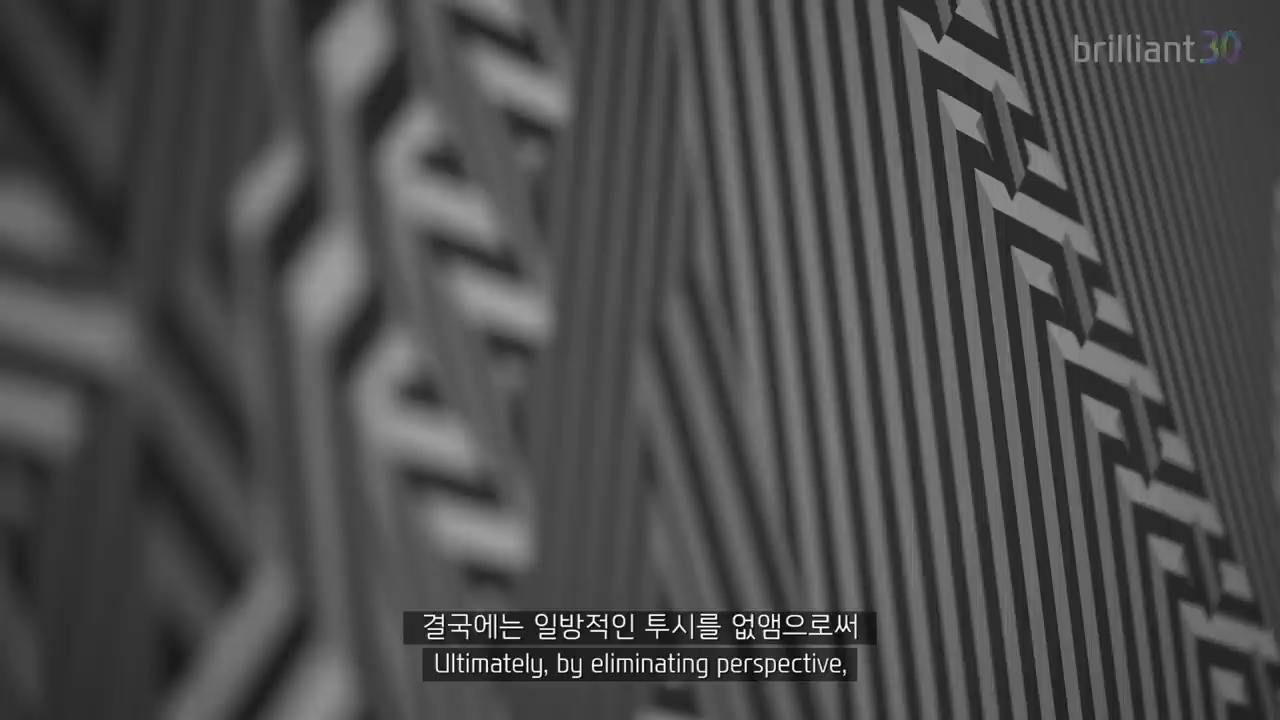 brilliant30
결국에는 일방적인 투시를 없앰으로써
Ultimately, by eliminating perspective,